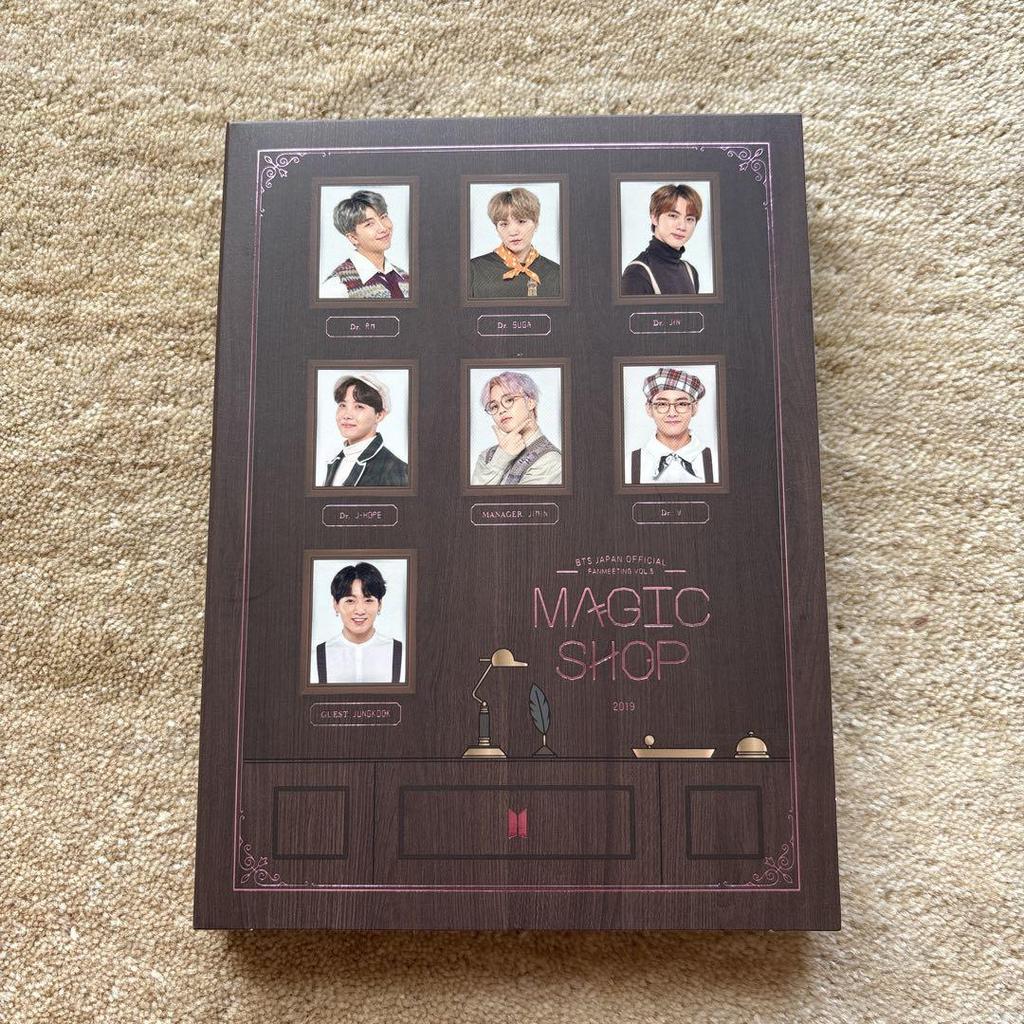 Dr. RM
Dr. SUGA
Dr. JIN
Dr. J-HOPE
MANAGER JIMIN
Dr. V
GUEST JUNGKOOK
BTS JAPAN OFFICIAL
FANMEETING VOL.5
MAGIC
SHOP
2019